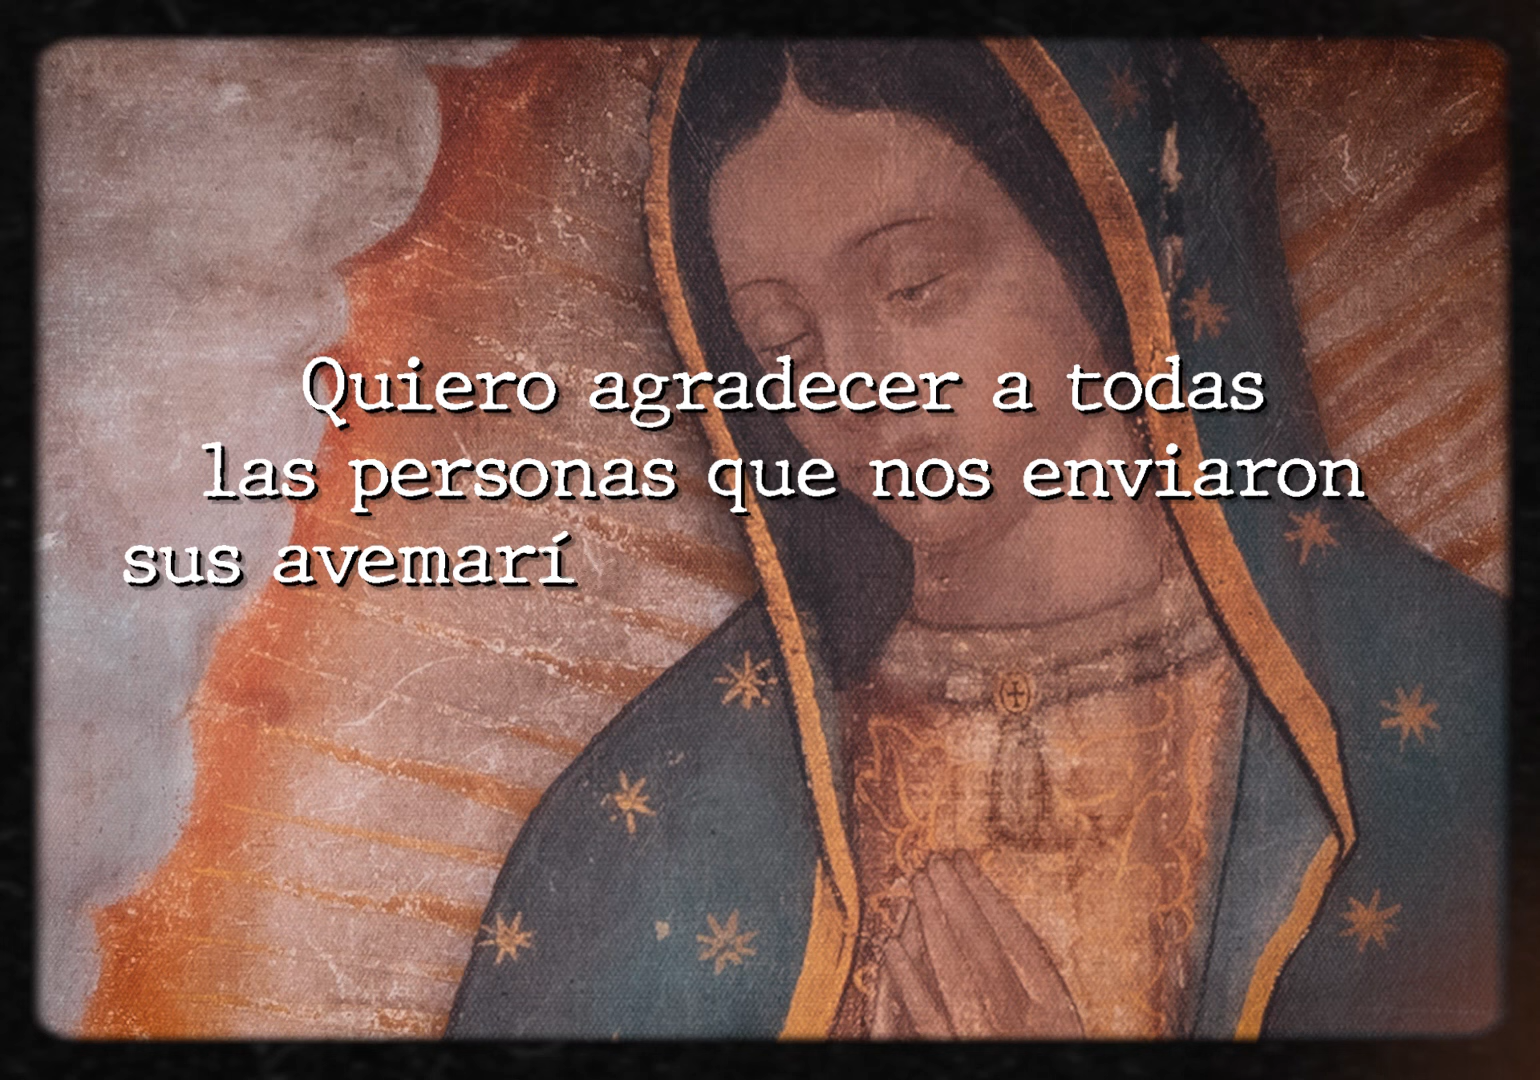 Quiero agradecer a todas
las personas que nos enviaron
sus avemarí